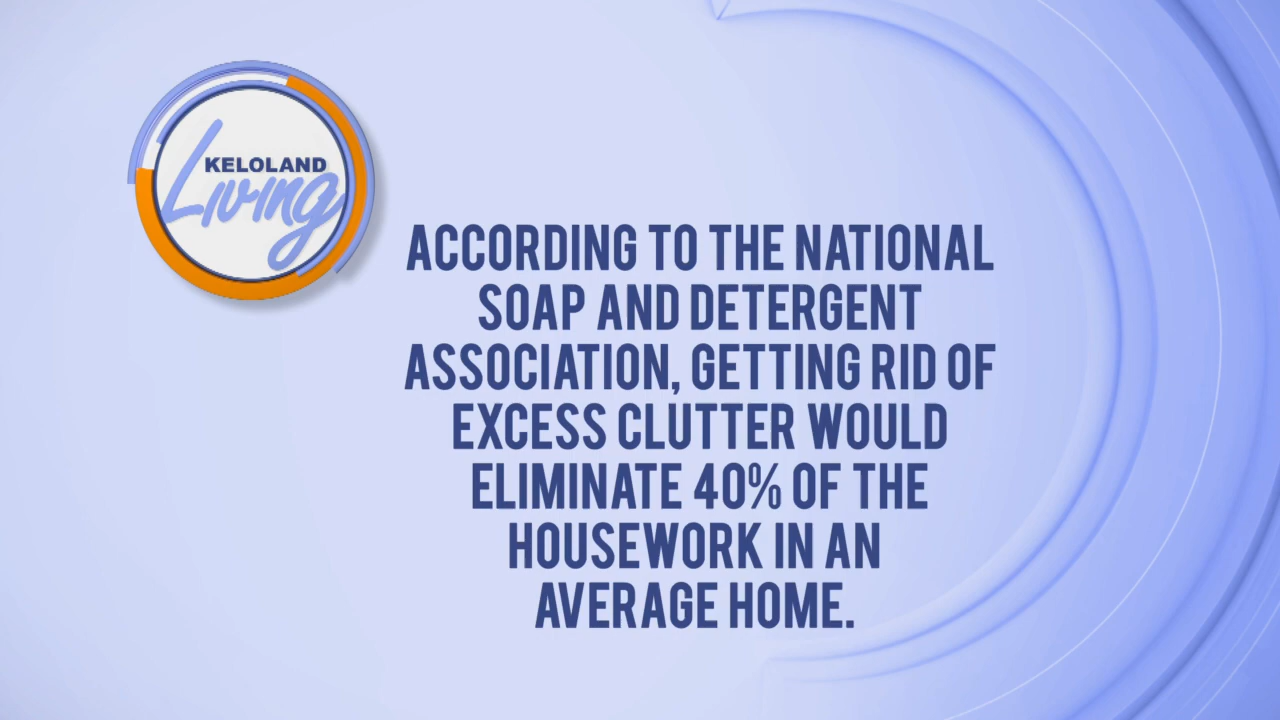 KELOLAND
Living
ACCORDING TO THE NATIONAL
SOAP AND DETERGENT
ASSOCIATION, GETTING RID OF
EXCESS CLUTTER WOULD
ELIMINATE 40% OF THE
HOUSEWORK IN AN
AVERAGE HOME.